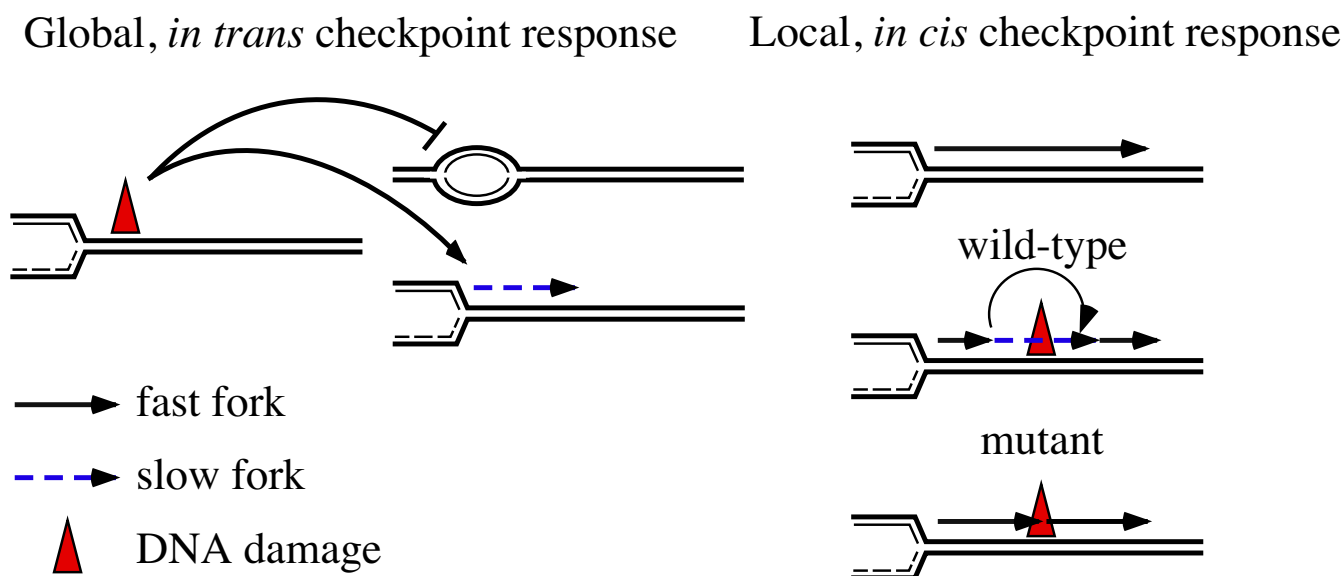 Global, in trans checkpoint response
Local, in cis checkpoint response
wild-type
fast fork
mutant
slow fork
DNA damage